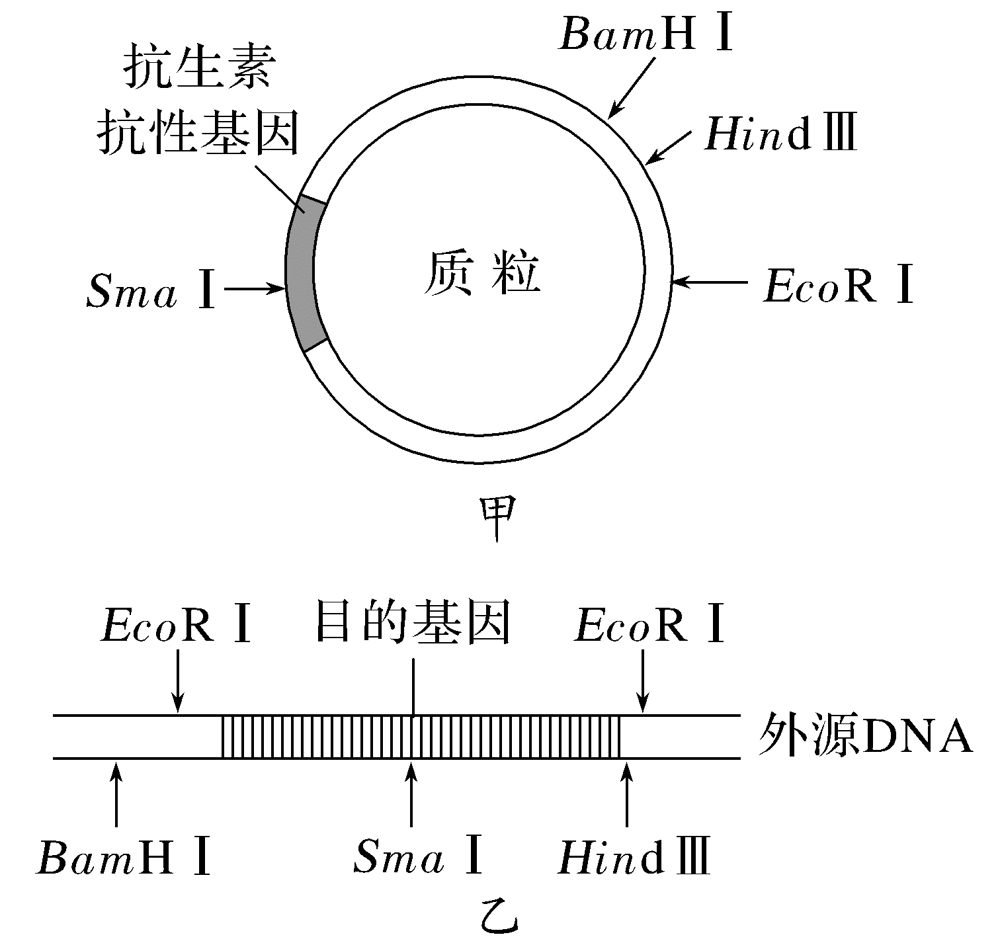 BamH Ⅰ
抗生素
抗性基因
Hind Ⅲ
Sma Ⅰ
质粒
EcoR Ⅰ
甲
EcoR Ⅰ
目的基因
EcoR Ⅰ
外源DNA
BamH Ⅰ
Sma Ⅰ
Hind Ⅲ
乙